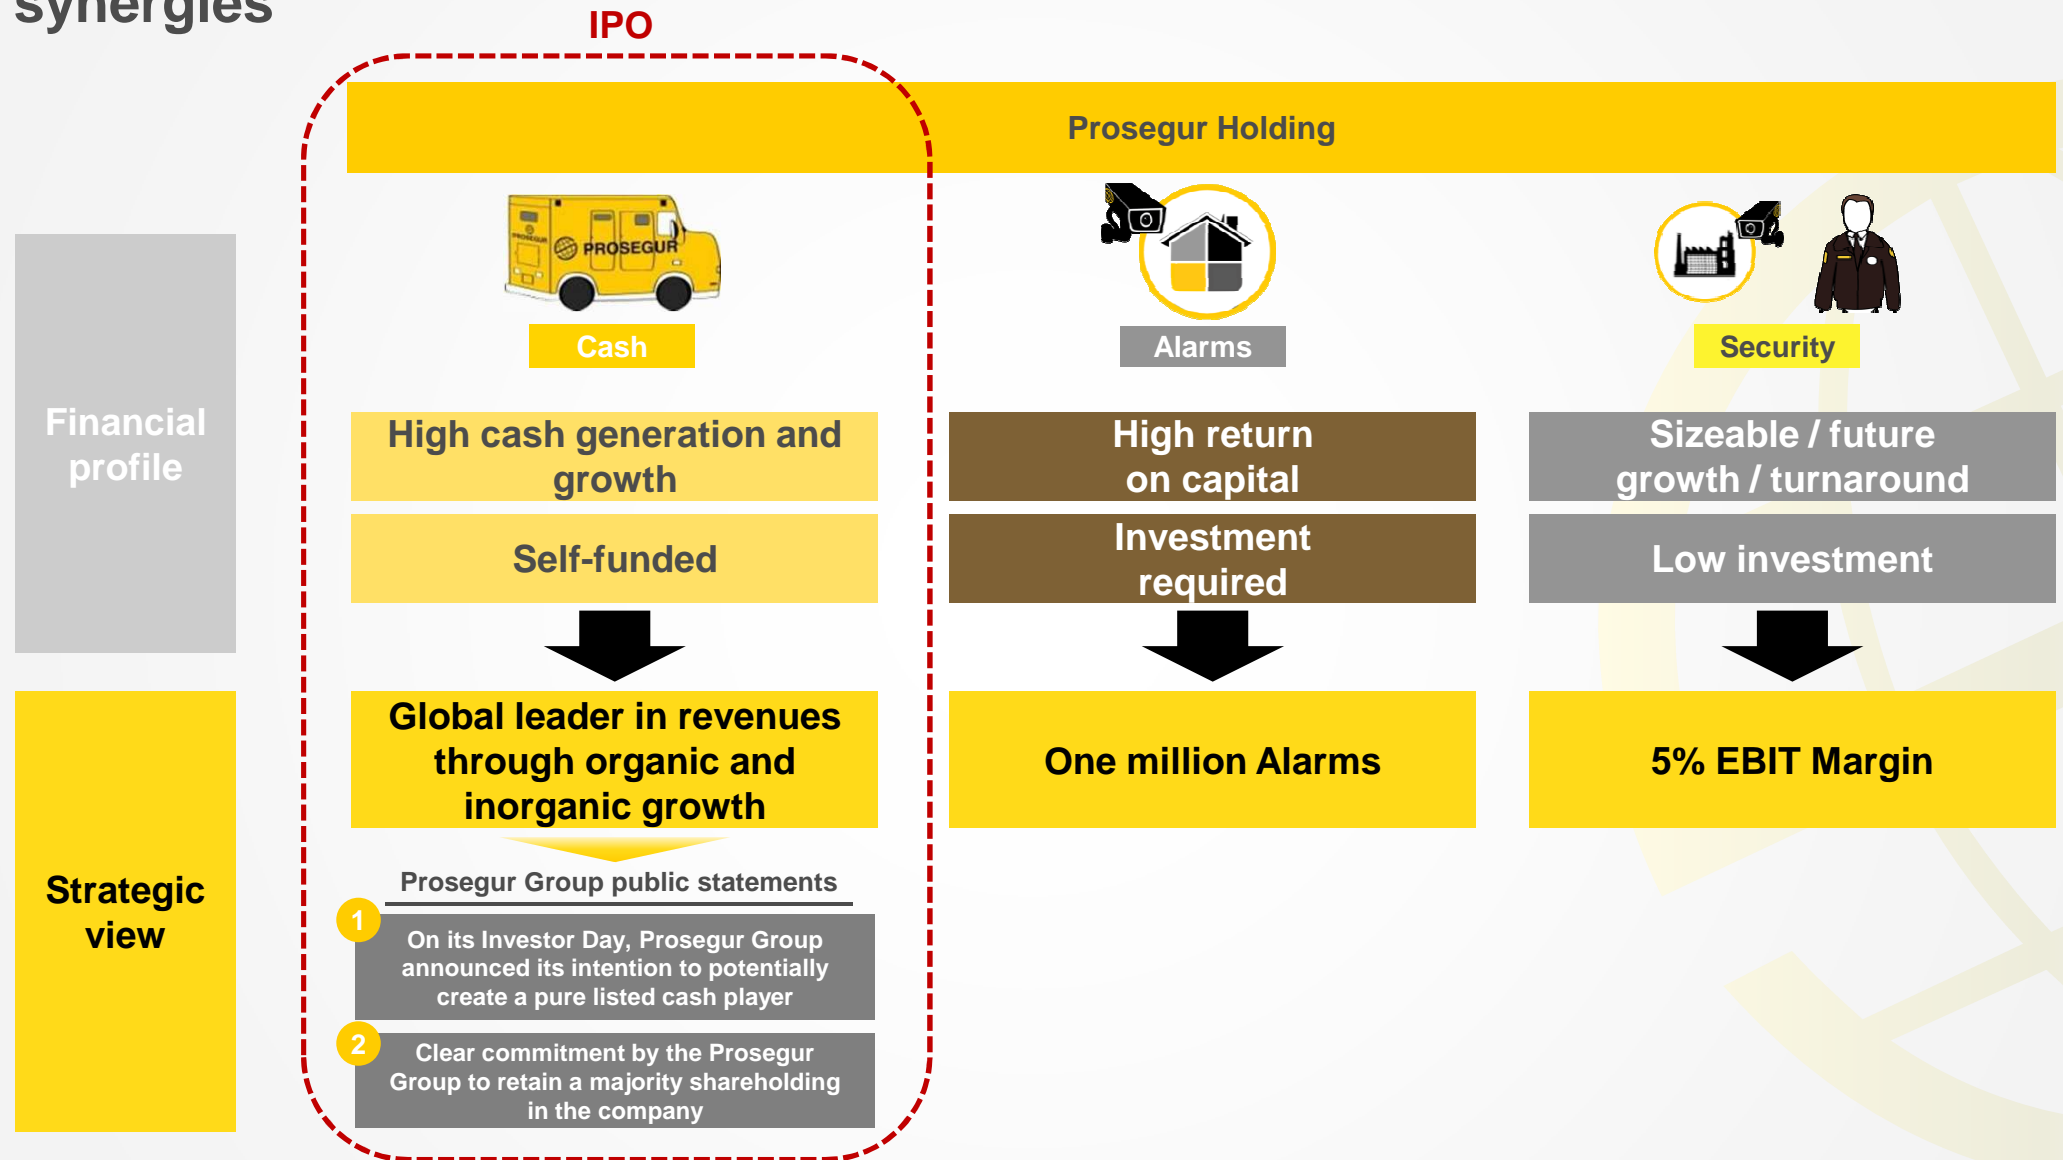 synergies
IPO
Prosegur Holding
PROSEGUR
PROSEGUR
Cash
Alarms
Security
Financial
profile
High cash generation and
growth
High return
on capital
Sizeable / future
growth / turnaround
Self-funded
Investment
required
Low investment
Strategic
view
Global leader in revenues
through organic and
inorganic growth
One million Alarms
5% EBIT Margin
Prosegur Group public statements
1
On its Investor Day, Prosegur Group
announced its intention to potentially
create a pure listed cash player
2
Clear commitment by the Prosegur
Group to retain a majority shareholding
in the company